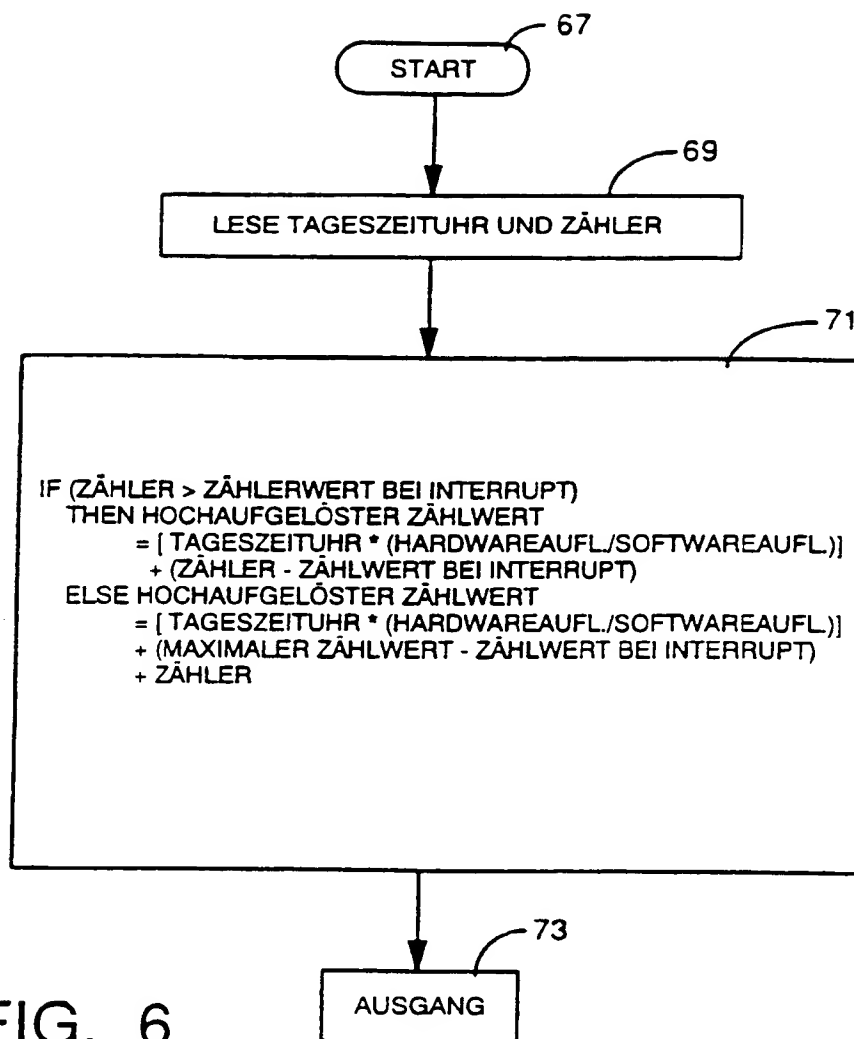 67
START
69
LESE TAGESZEITUHR UND ZÄHLER
71
IF (ZÄHLER > ZÄHLERWERT BEI INTERRUPT)
THEN HOCHAUFGELÖSTER ZÄHLWERT
= [ TAGESZEITUHR * (HARDWAREAUFL./SOFTWAREAUFL.)]
+ (ZÄHLER - ZÄHLWERT BEI INTERRUPT)
ELSE HOCHAUFGELÖSTER ZÄHLWERT
= [ TAGESZEITUHR * (HARDWAREAUFL./SOFTWAREAUFL.)]
+ (MAXIMALER ZÄHLWERT - ZÄHLWERT BEI INTERRUPT)
+ ZÄHLER
73
AUSGANG
FIG. 6